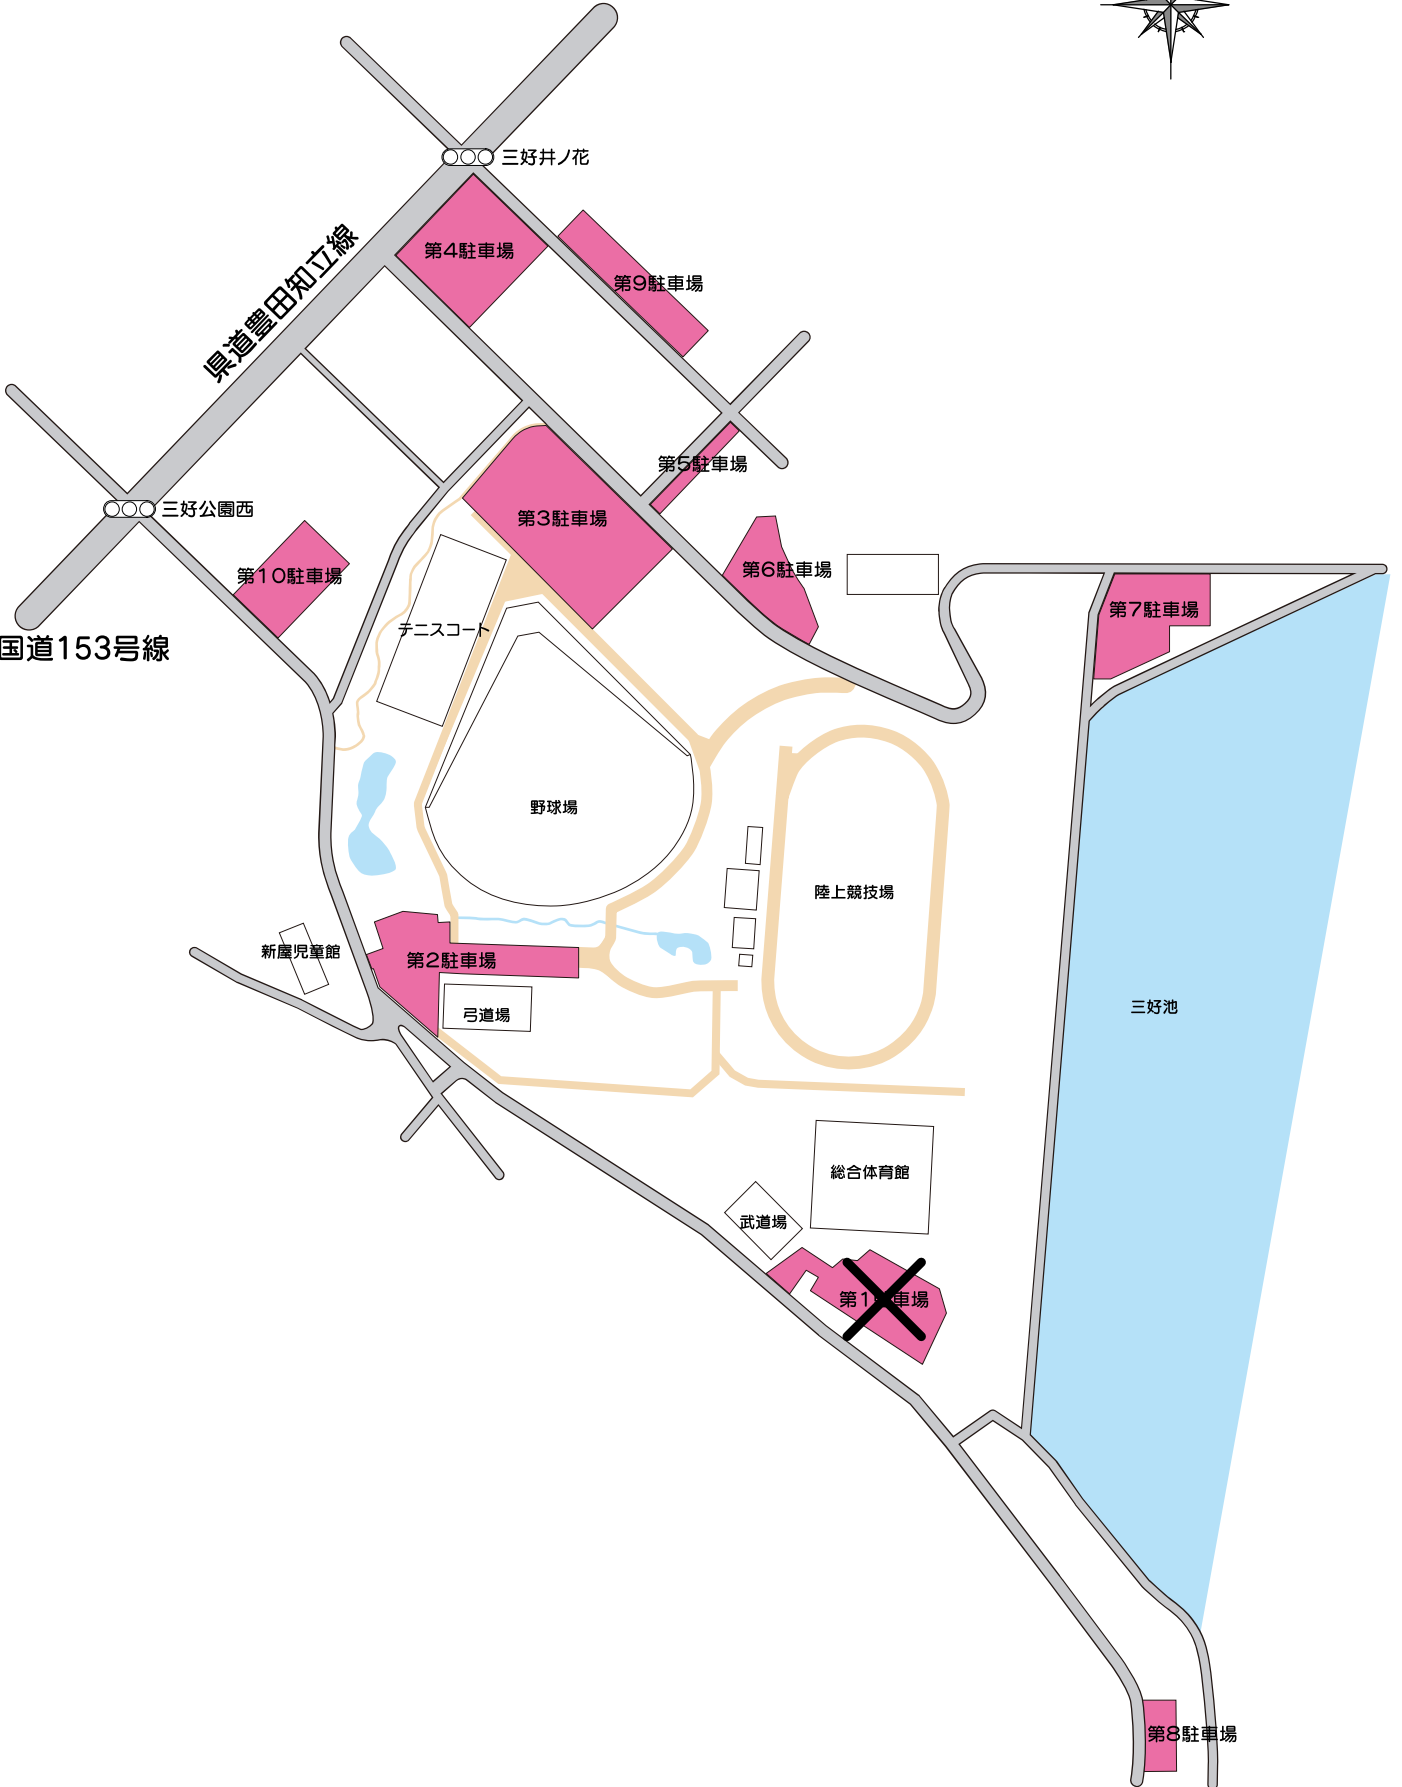 三好井ノ花
県道豊田知立線
第4駐車場
第9駐車場
第5駐車場
三好公園西
第3駐車場
第10駐車場
第6駐車場
第7駐車場
テニスコート
国道153号線
野球場
陸上競技場
新屋児童館
第2駐車場
三好池
弓道場
総合体育館
武道場
第1駐車場
第8駐車場